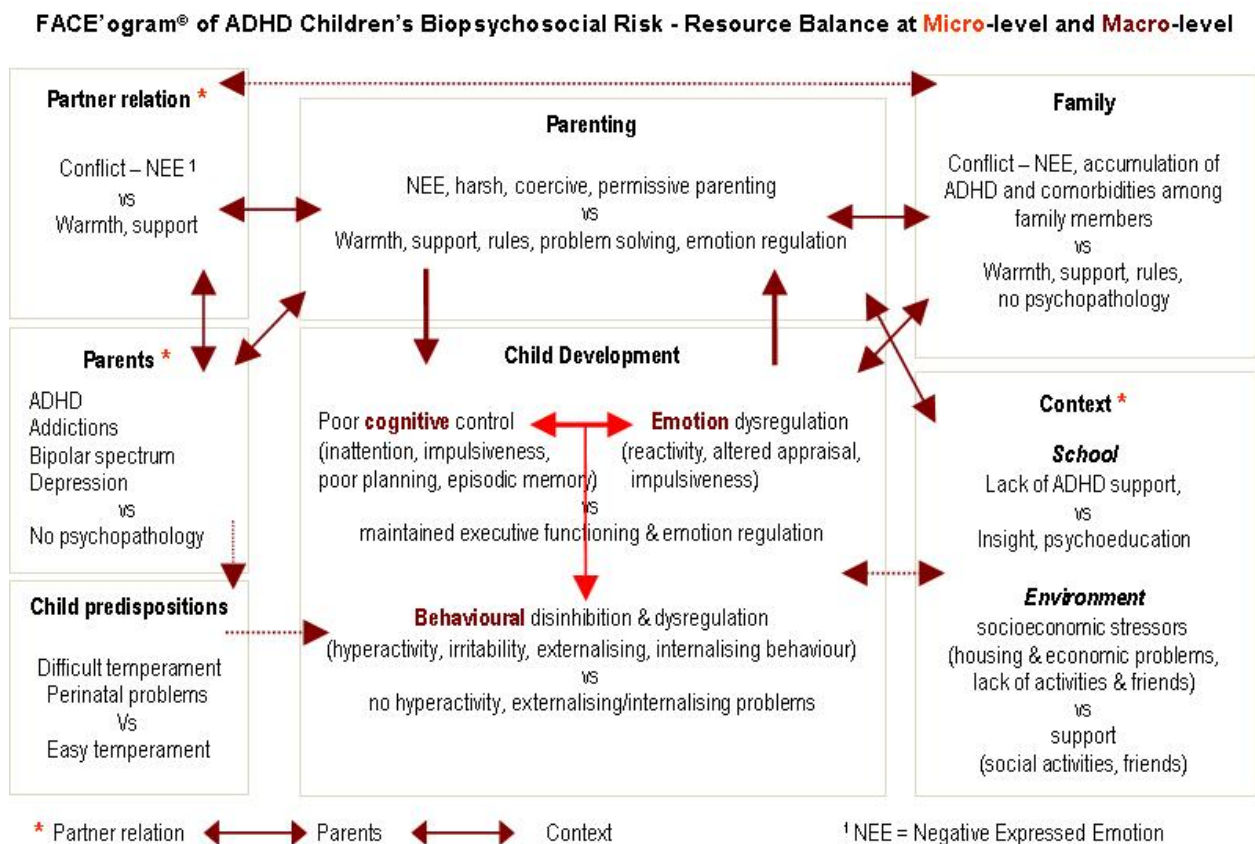 FACE'ogram® of ADHD Children's Biopsychosocial Risk - Resource Balance at Micro-level and Macro-level
Partner relation *
Conflict – NEE ¹
vs
Warmth, support
Parenting
NEE, harsh, coercive, permissive parenting
vs
Warmth, support, rules, problem solving, emotion regulation
Family
Conflict – NEE, accumulation of
ADHD and comorbidities among
family members
vs
Warmth, support, rules,
no psychopathology
Parents *
ADHD
Addictions
Bipolar spectrum
Depression
vs
No psychopathology
Child predispositions
Difficult temperament
Perinatal problems
Vs
Easy temperament
Child Development
Poor cognitive control
(inattention, impulsiveness,
poor planning, episodic memory)
Emotion dysregulation
(reactivity, altered appraisal,
impulsiveness)
vs
maintained executive functioning & emotion regulation
Behavioural disinhibition & dysregulation
(hyperactivity, irritability, externalising, internalising behaviour)
vs
no hyperactivity, externalising/internalising problems
Context *
School
Lack of ADHD support,
vs
Insight, psychoeducation
Environment
socioeconomic stressors
(housing & economic problems,
lack of activities & friends)
vs
support
(social activities, friends)
* Partner relation Parents Context
¹ NEE = Negative Expressed Emotion